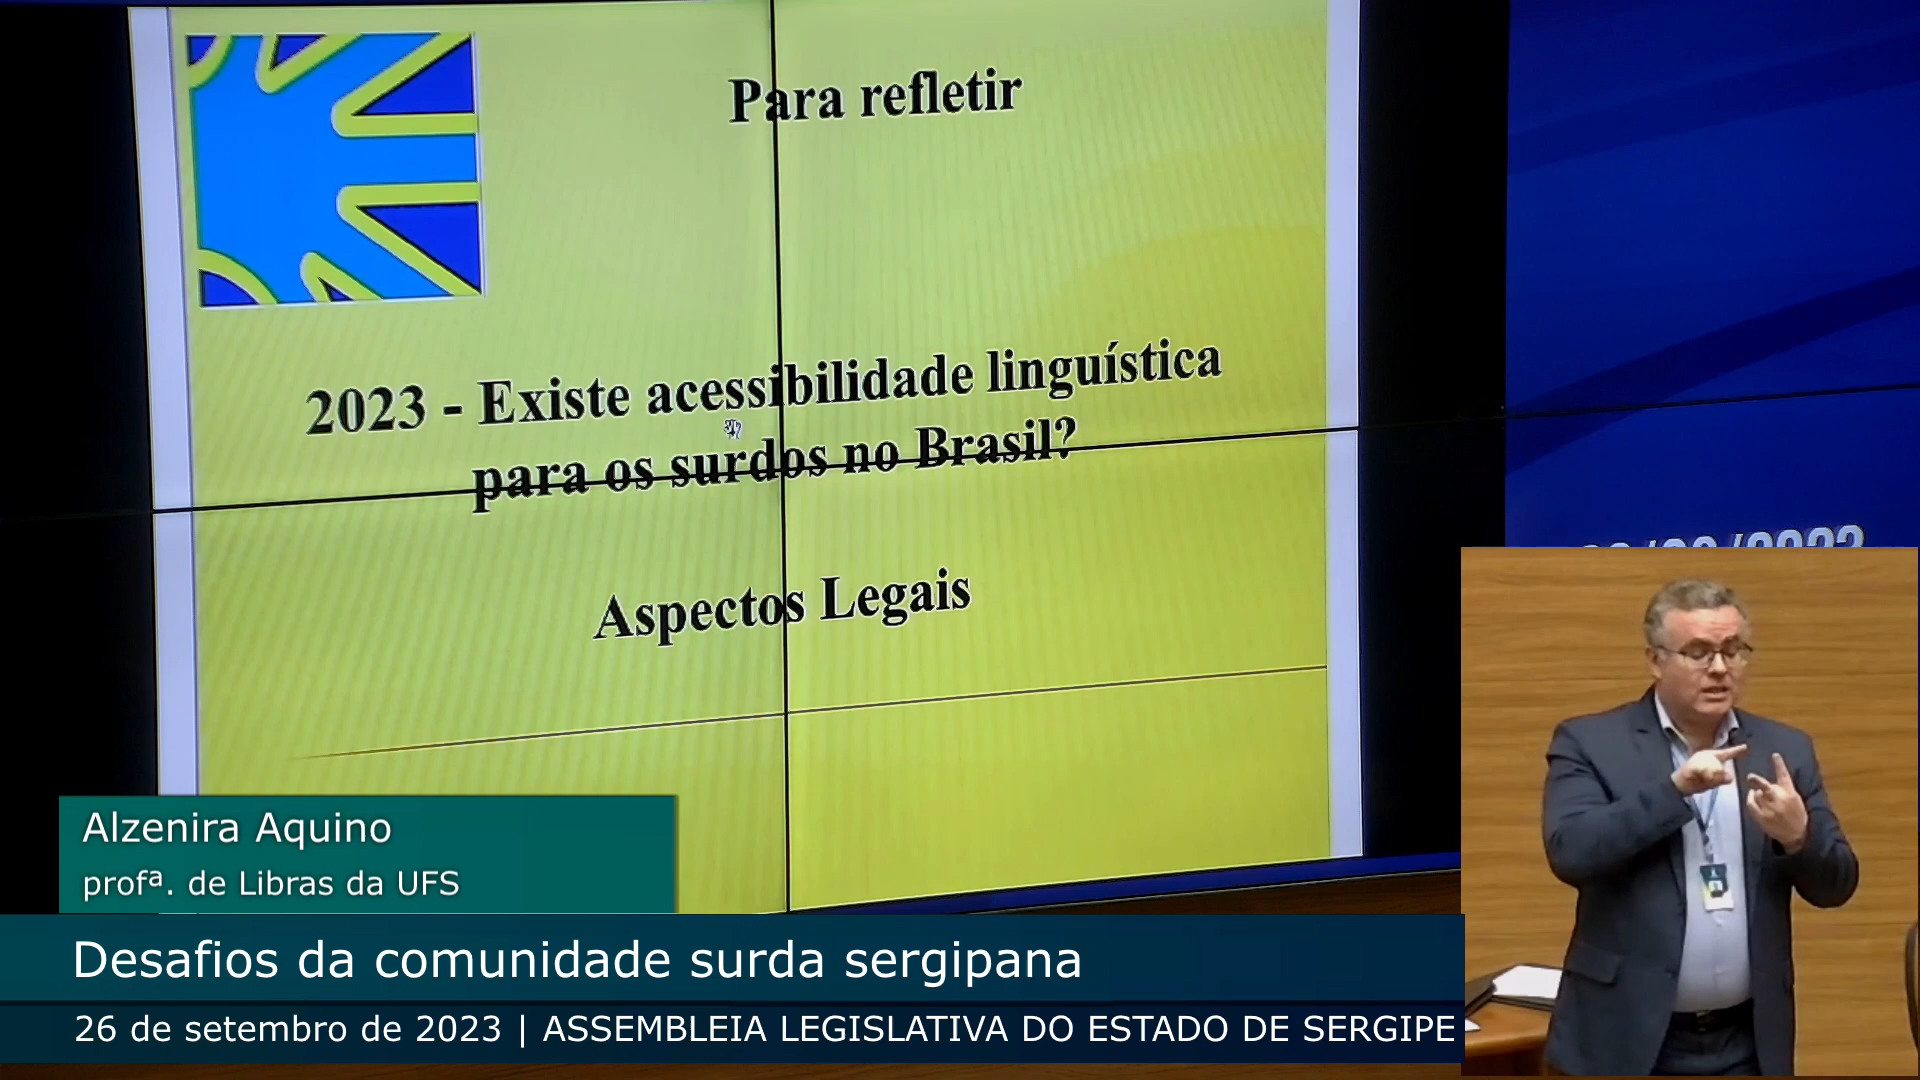 Para refletir
2023 - Existe acessibilidade linguística
para os surdos no Brasil?
Aspectos Legais
Alzenira Aquino
profª. de Libras da UFS
Desafios da comunidade surda sergipana
26 de setembro de 2023 | ASSEMBLEIA LEGISLATIVA DO ESTADO DE SERGIPE